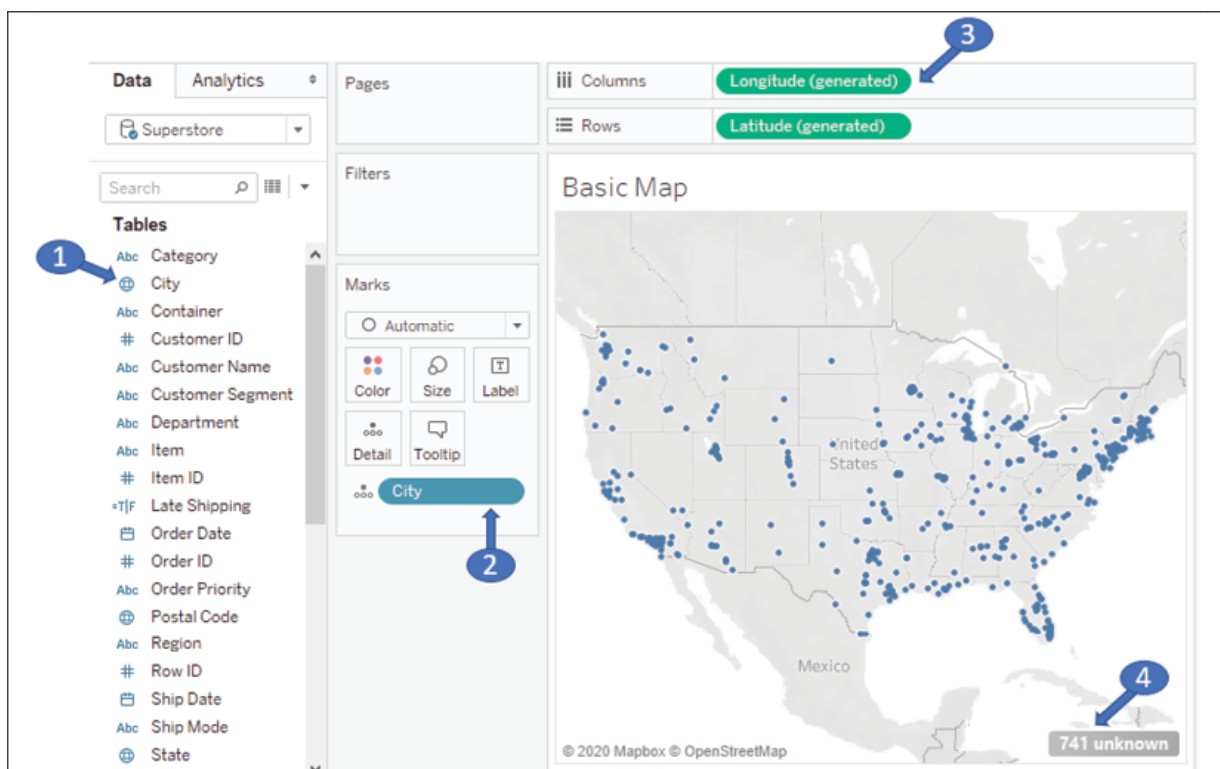 3
Data
Analytics
Pages
Columns
Longitude (generated)
Superstore
Rows
Latitude (generated)
Search
Filters
Basic Map
Tables
1
Abc Category
City
Abc Container
# Customer ID
Abc Customer Name
Abc Customer Segment
Abc Department
Abc Item
# Item ID
=T|F Late Shipping
Order Date
# Order ID
Abc Order Priority
Postal Code
Abc Region
# Row ID
Ship Date
Abc Ship Mode
State
Marks
Automatic
Color
Size
T
Label
Detail
Tooltip
City
2
United
States
Mexico
4
741 unknown
© 2020 Mapbox © OpenStreetMap